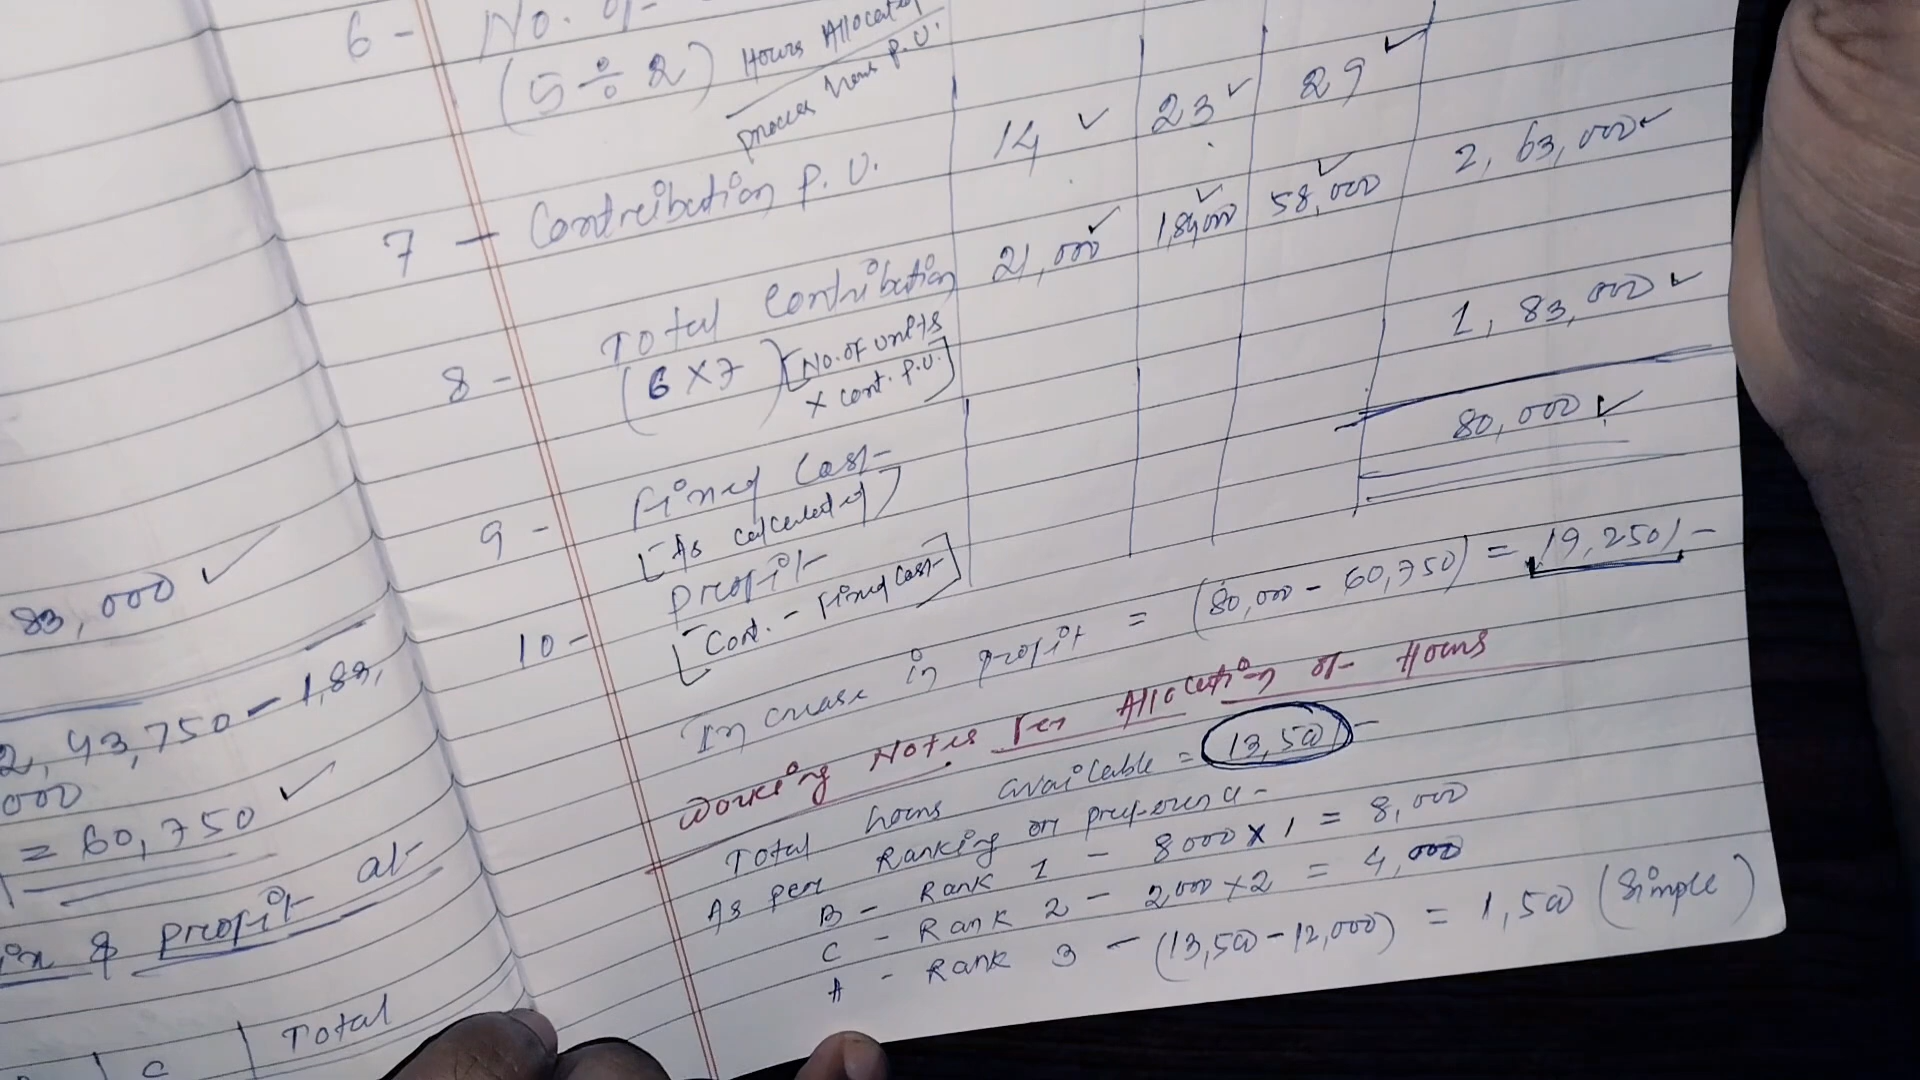 83,000 ✓
2,43,750 - 1,83,
000
= 60,750 ✓
& profit at
C Total
6 - No. of
(5 ÷ 2) Hours Allocated
process hours P.U.
7 - Contribution P.U. 14 ✓ 23 ✓ 29 ✓
8 - Total Contribution 21,000 ✓ 1,84,000 ✓ 58,000 ✓ 2,63,000 ✓
(6 X 7) [No. of units
X cont. P.U.]
9 - Fixed Cost 1,83,000 ✓
[As calculated]
10 - Profit 80,000 ✓
[Cont. - Fixed Cost]
Increase in profit = (80,000 - 60,750) = 19,250/-
Working Notes for Allocation of Hours
Total hours available = 13,500/-
As per Ranking or preference -
B - Rank 1 - 8000 X 1 = 8,000
C - Rank 2 - 2,000 X 2 = 4,000
A - Rank 3 - (13,500 - 12,000) = 1,500 (Simple)